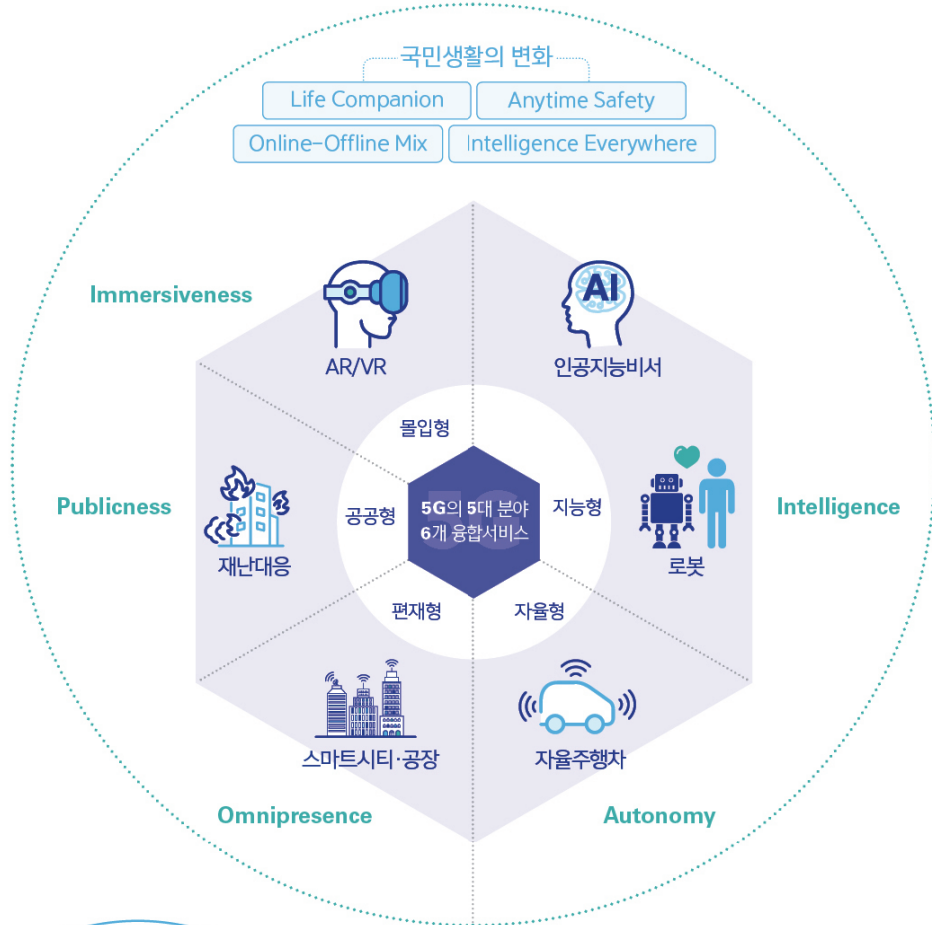 국민생활의 변화
Life Companion
Anytime Safety
Online-Offline Mix
Intelligence Everywhere
Immersiveness
AI
AR/VR
인공지능비서
몰입형
Publicness
재난대응
공공형
5G
5G의 5대 분야
6개 융합서비스
지능형
로봇
Intelligence
편재형
자율형
스마트시티·공장
자율주행차
Omnipresence
Autonomy